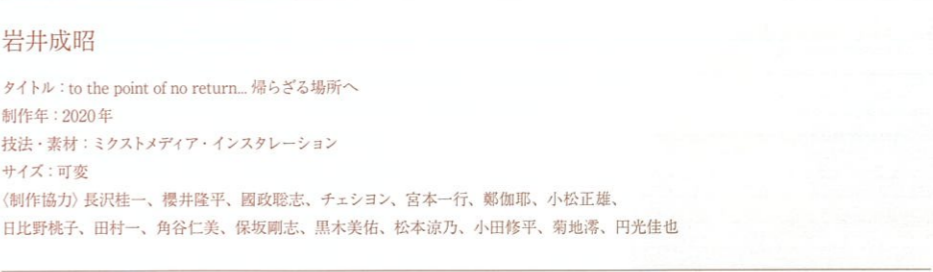 岩井成昭
タイトル：to the point of no return... 帰らざる場所へ
制作年：2020年
技法・素材：ミクストメディア・インスタレーション
サイズ：可変
〈制作協力〉長沢桂一、櫻井隆平、國政聡志、チェシヨン、宮本一行、鄭伽耶、小松正雄、
日比野桃子、田村一、角谷仁美、保坂剛志、黒木美佑、松本涼乃、小田修平、菊地澪、円光佳也